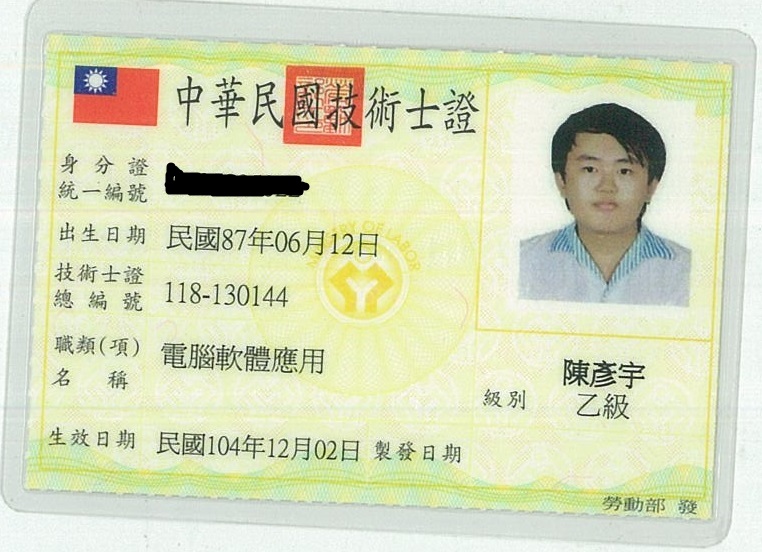 中華民國技術士證
身分證
統一編號
出生日期 民國87年06月12日
技術士證
總編號 118-130144
職類(項)
名稱 電腦軟體應用
陳彥宇
級別 乙級
生效日期 民國104年12月02日 製發日期
勞動部 發